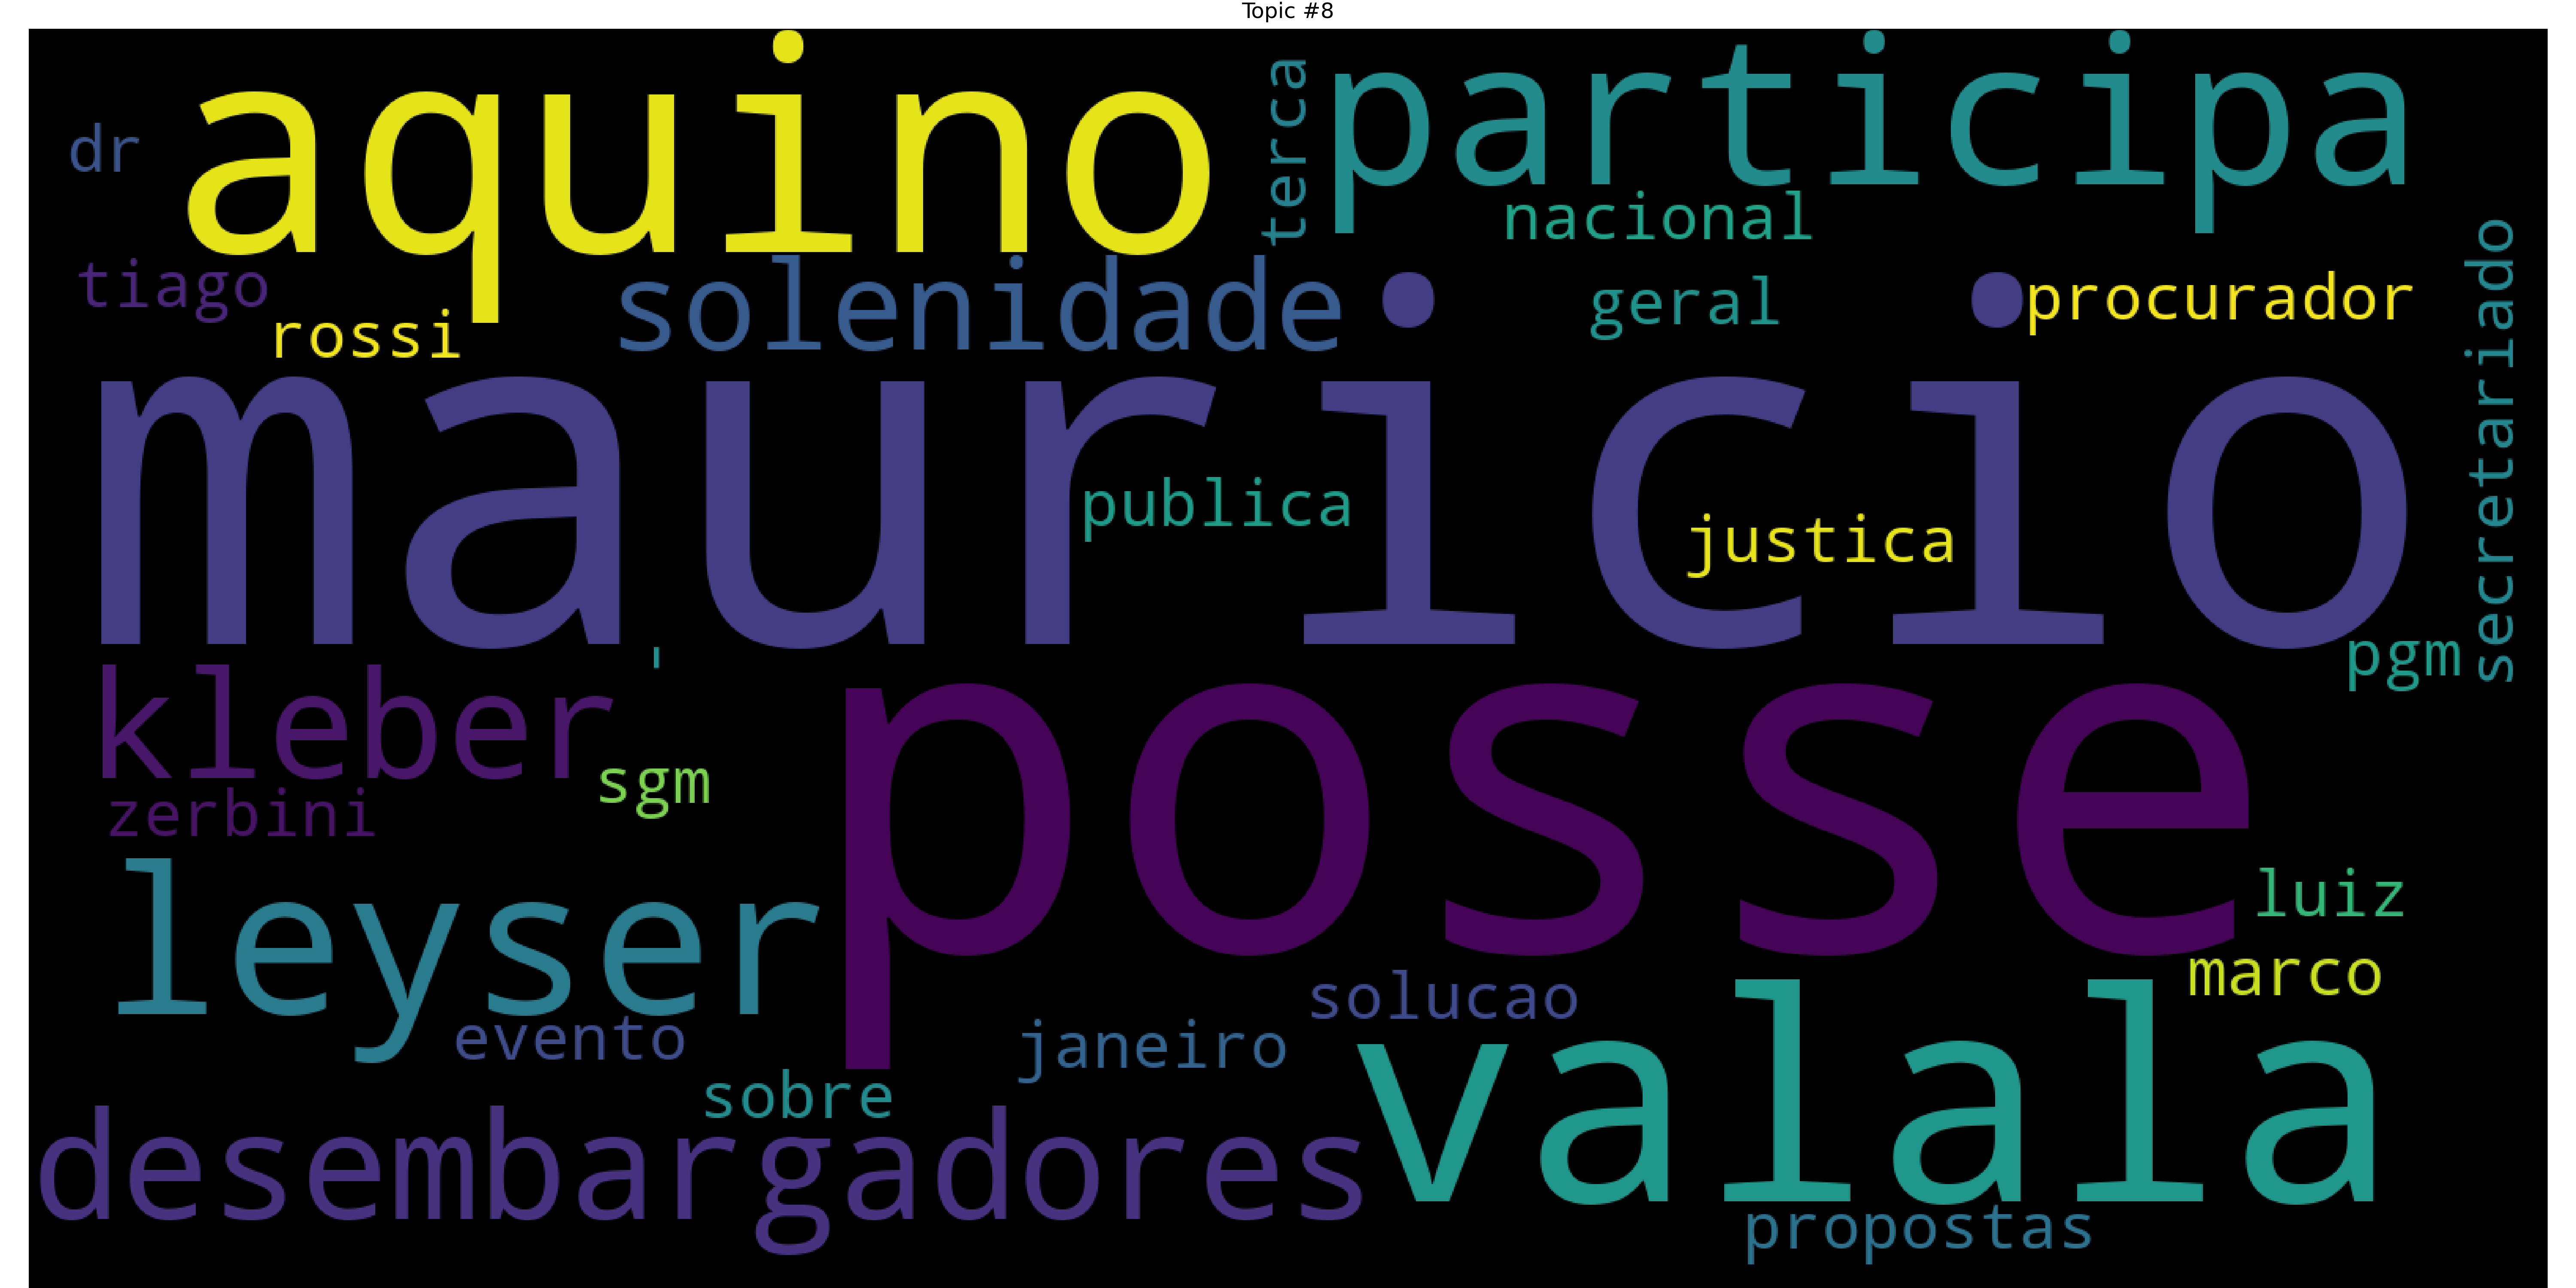 Topic #8
aquino
participa
terca
dr
nacional
tiago
solenidade
geral
procurador
rossi
secretariado
mauricio
publica
justica
pgm
'
kleber
posse
sgm
zerbini
leyser
luiz
marco
solucao
evento
janeiro
valala
sobre
desembargadores
propostas